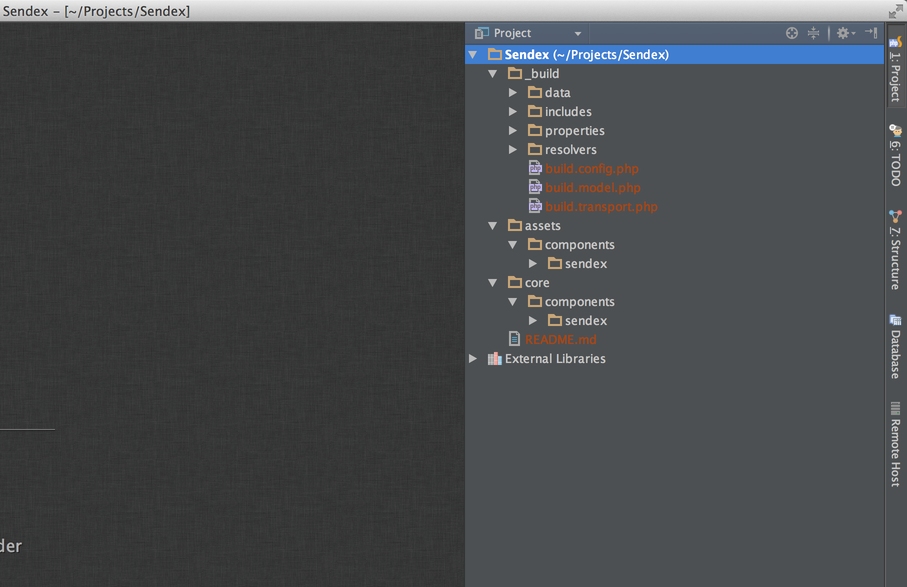 Sendex – [~/Projects/Sendex]
Project
Sendex (~/Projects/Sendex)
_build
data
includes
properties
resolvers
build.config.php
build.model.php
build.transport.php
assets
components
sendex
core
components
sendex
README.md
External Libraries
1: Project
6: TODO
Z: Structure
Database
Remote Host
der